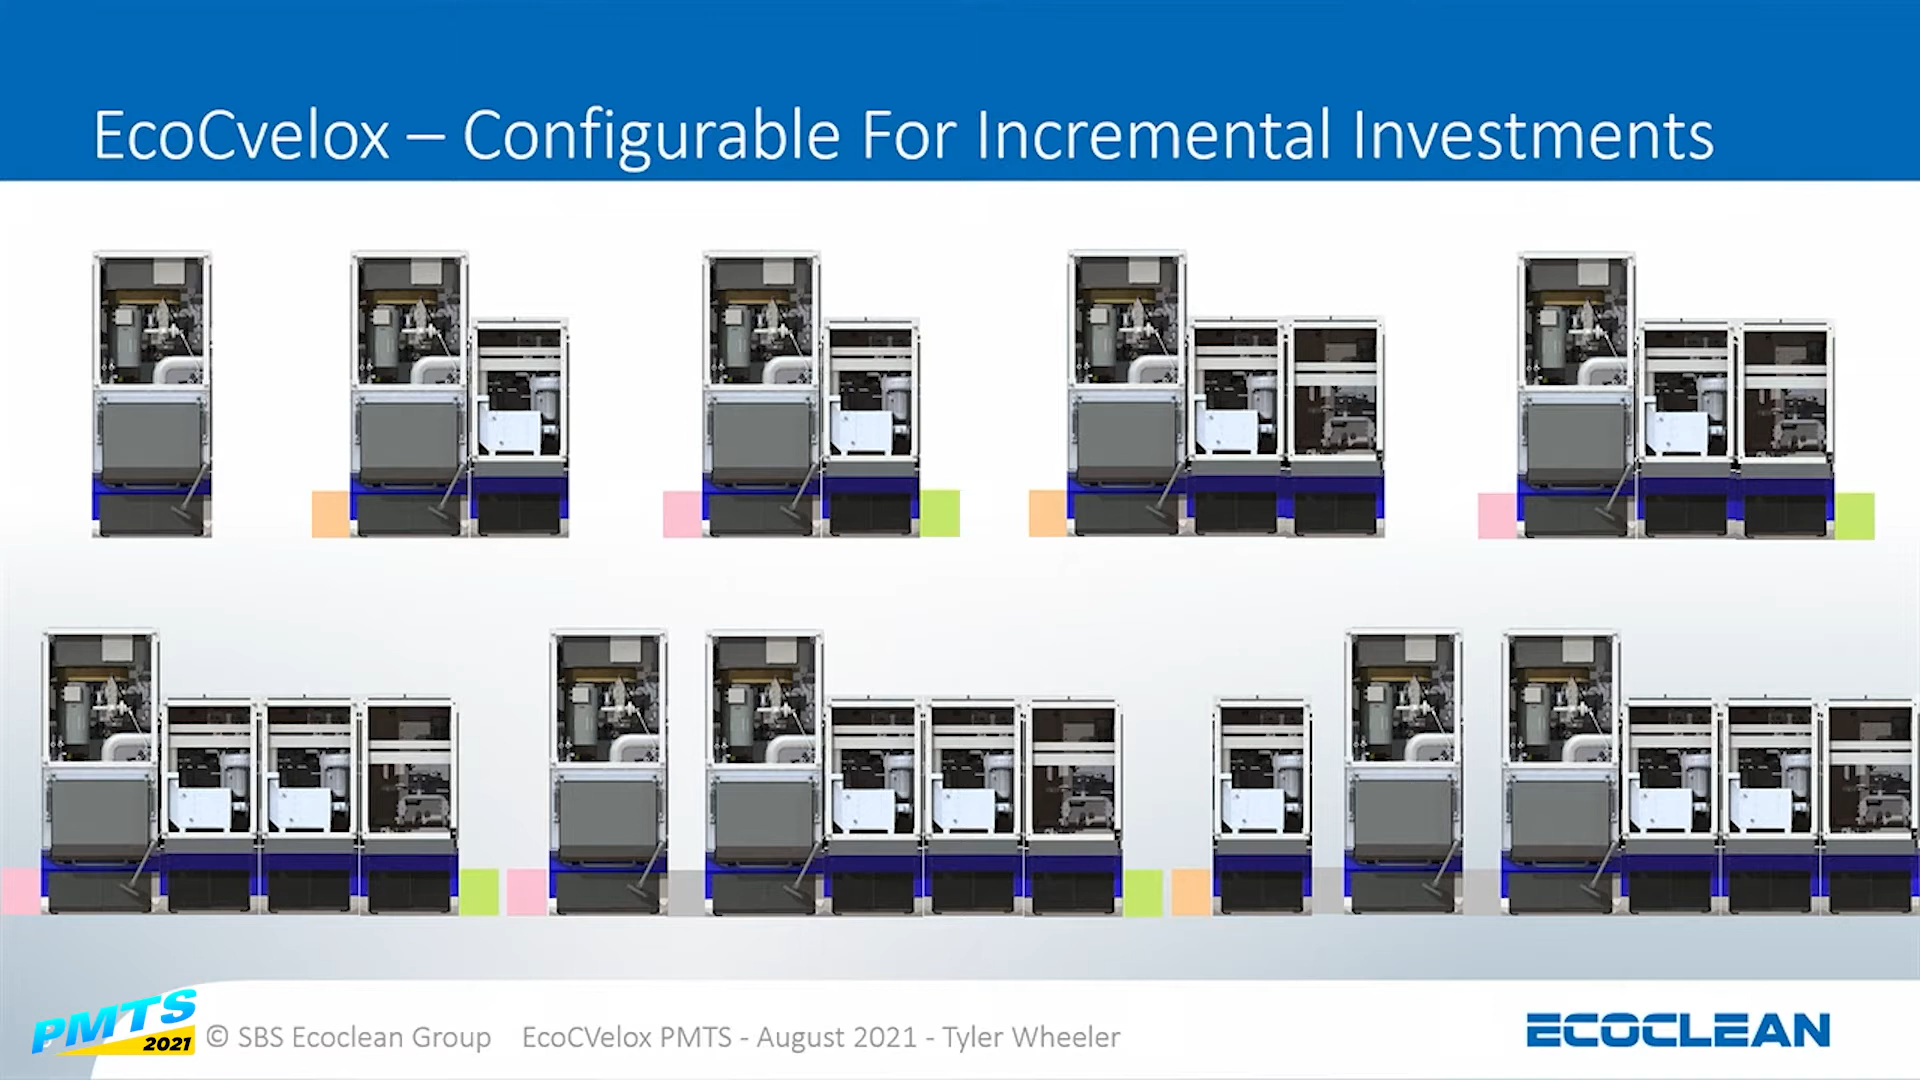 EcoCvelox – Configurable For Incremental Investments
PMTS
2021
© SBS Ecoclean Group EcoCVelox PMTS - August 2021 - Tyler Wheeler
ECOCLEAN